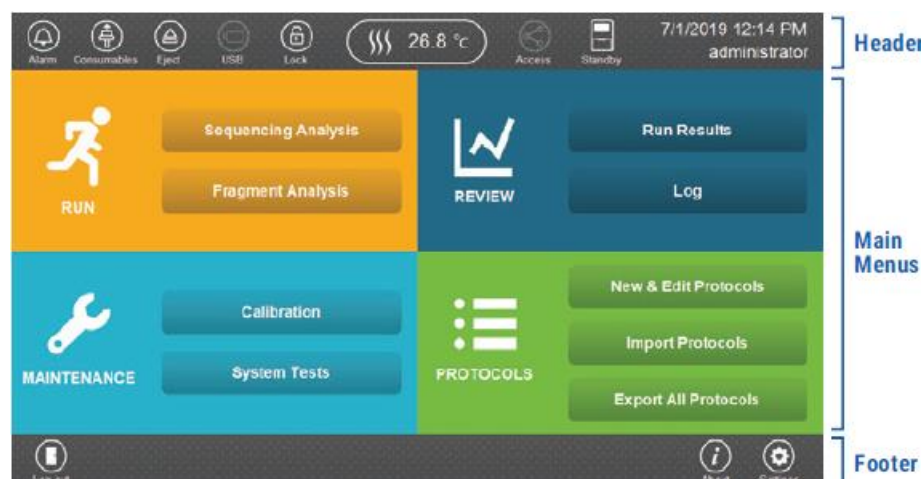 7/1/2019 12:14 PM
administrator
26.8 °c
Alarm Consumables Eject USB Lock Access Standby
Header
Sequencing Analysis
Fragment Analysis
RUN
Run Results
Log
REVIEW
Main
Menus
Calibration
System Tests
MAINTENANCE
New & Edit Protocols
Import Protocols
Export All Protocols
PROTOCOLS
Footer